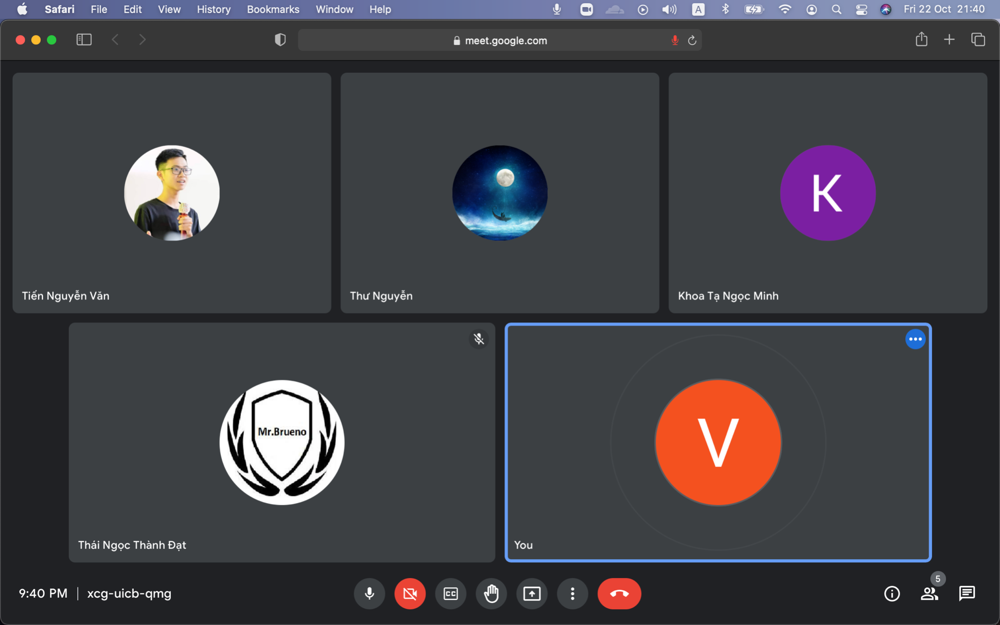 Safari File Edit View History Bookmarks Window Help A Fri 22 Oct 21:40
meet.google.com
K
Tiến Nguyễn Văn
Thư Nguyễn
Khoa Tạ Ngọc Minh
Mr.Brueno
V
Thái Ngọc Thành Đạt
You
5
9:40 PM | xcg-uicb-qmg
CC